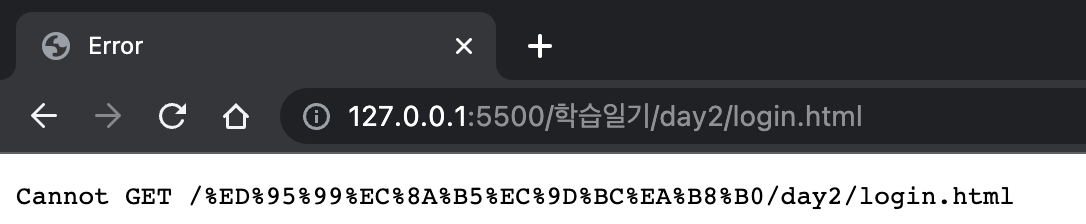 Error
127.0.0.1:5500/학습일기/day2/login.html
Cannot GET /%ED%95%99%EC%8A%B5%EC%9D%BC%EA%B8%B0/day2/login.html